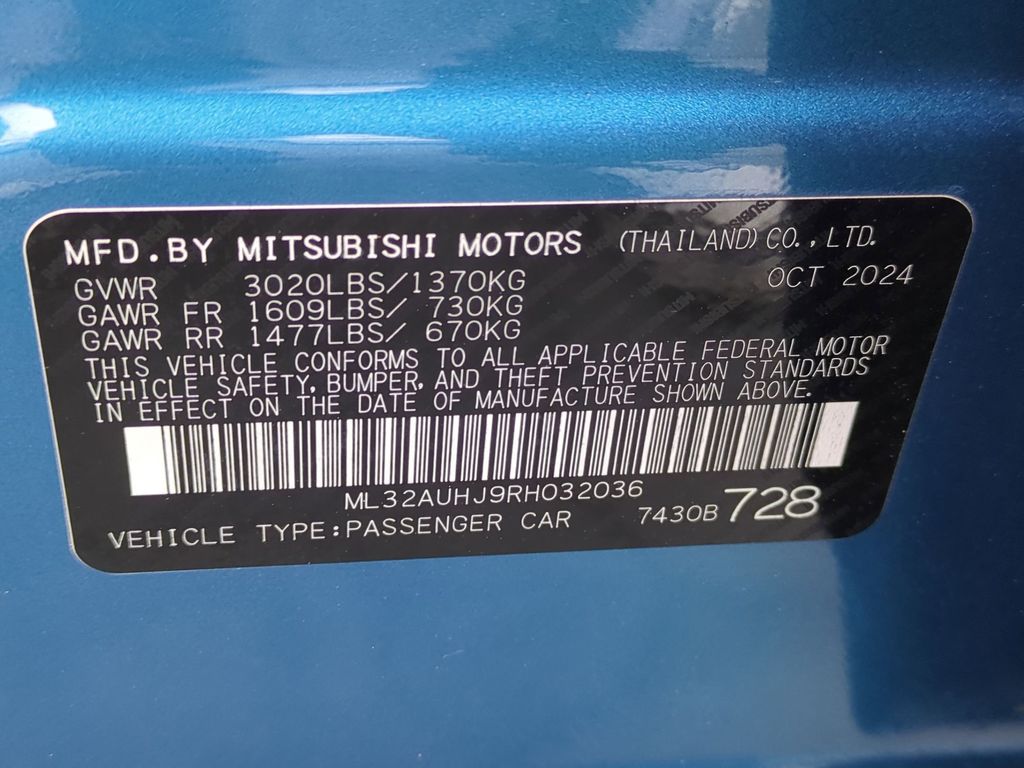 MFD.BY MITSUBISHI MOTORS (THAILAND) CO., LTD.
OCT 2024
GVWR 3020LBS/1370KG
GAWR FR 1609LBS/ 730KG
GAWR RR 1477LBS/ 670KG
THIS VEHICLE CONFORMS TO ALL APPLICABLE FEDERAL MOTOR
VEHICLE SAFETY, BUMPER, AND THEFT PREVENTION STANDARDS
IN EFFECT ON THE DATE OF MANUFACTURE SHOWN ABOVE.
ML32AUHJ9RH032036
VEHICLE TYPE:PASSENGER CAR 7430B 728